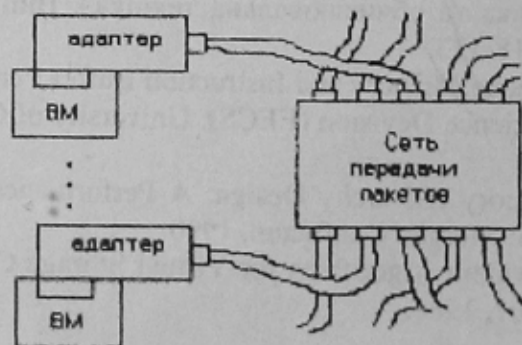 адаптер
ВМ
Сеть
передачи
пакетов
адаптер
ВМ